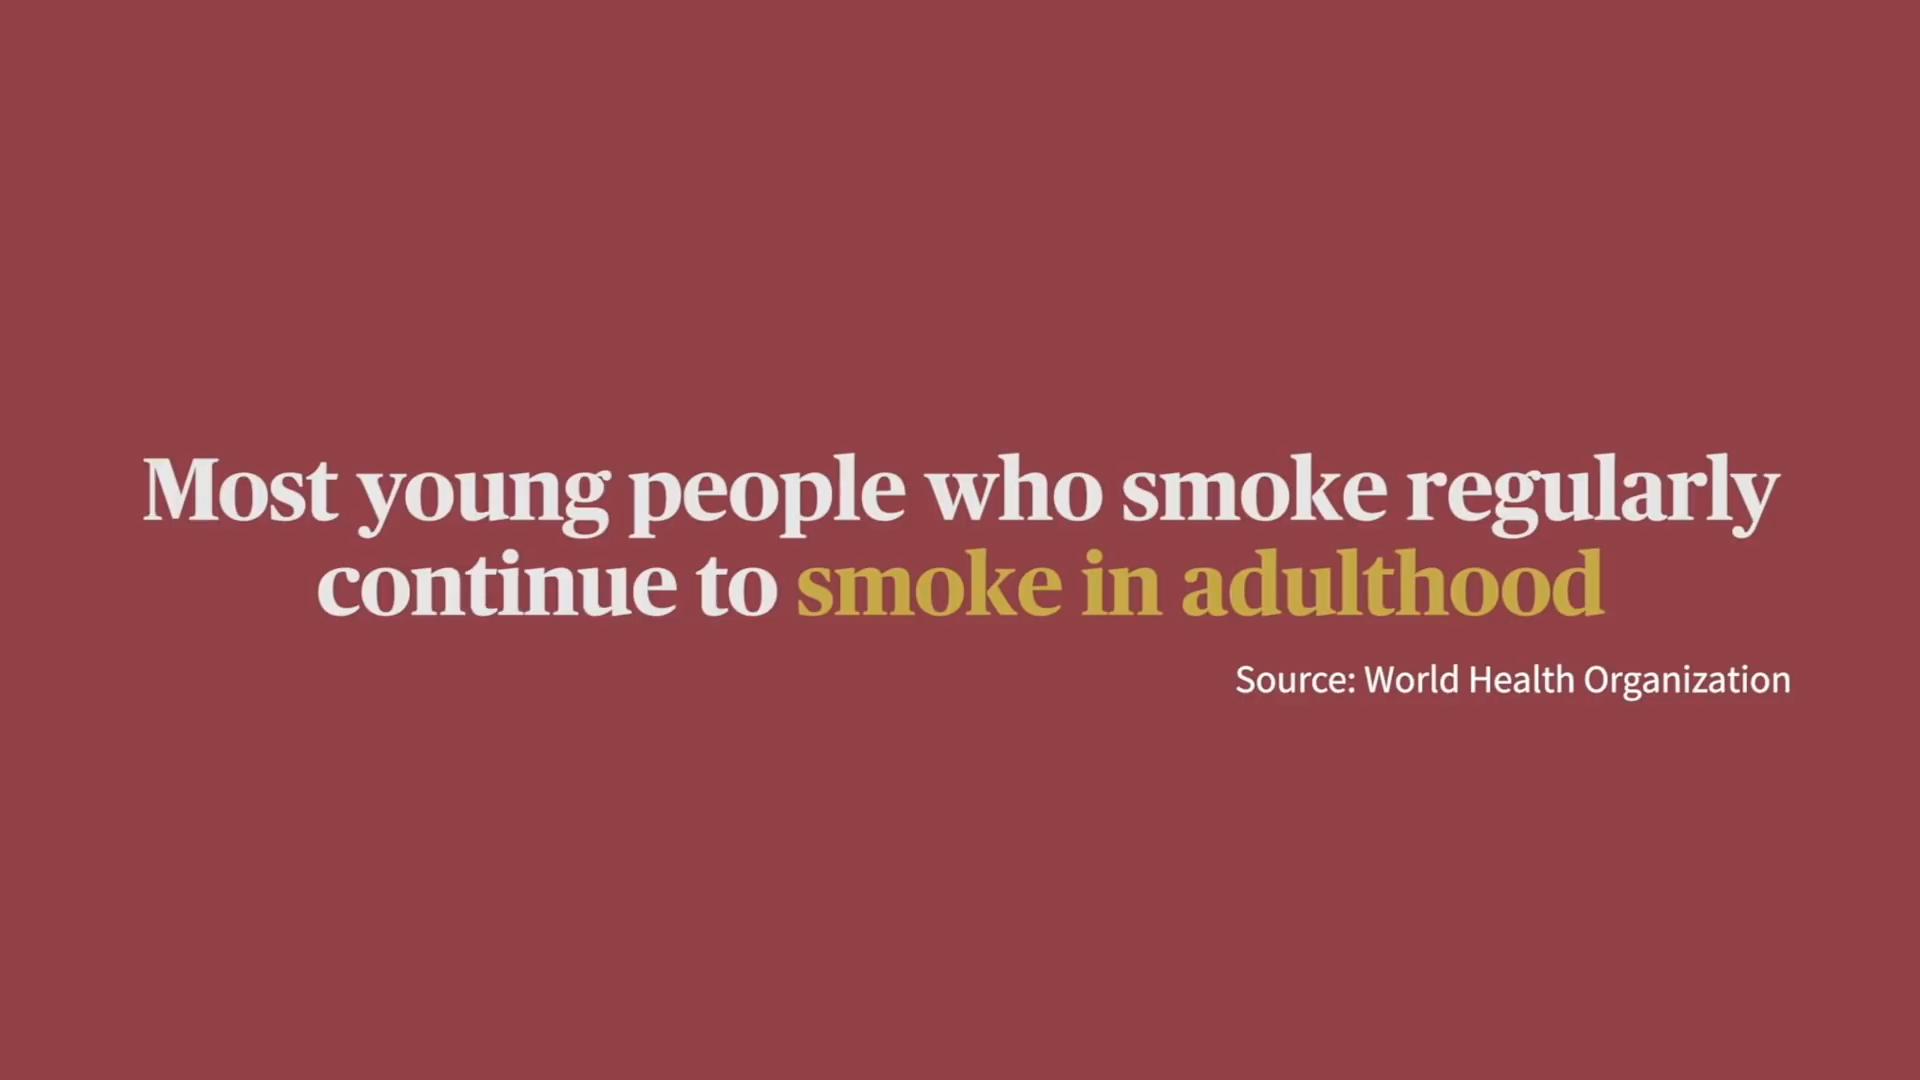 Most young people who smoke regularly
continue to smoke in adulthood
Source: World Health Organization